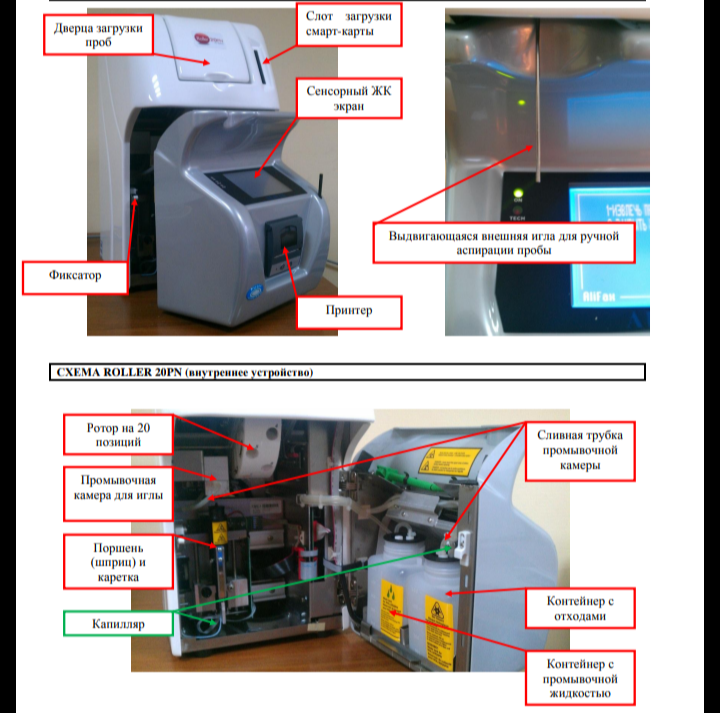 Дверца загрузки
проб
Слот загрузки
смарт-карты
Сенсорный ЖК
экран
TECH
Выдвигающаяся внешняя игла для ручной
аспирации пробы
Фиксатор
Принтер
Alifax
СХЕМА ROLLER 20PN (внутреннее устройство)
Ротор на 20
позиций
Сливная трубка
промывочной
камеры
Промывочная
камера для иглы
Поршень
(шприц) и
каретка
Капилляр
Контейнер с
отходами
Контейнер с
промывочной
жидкостью